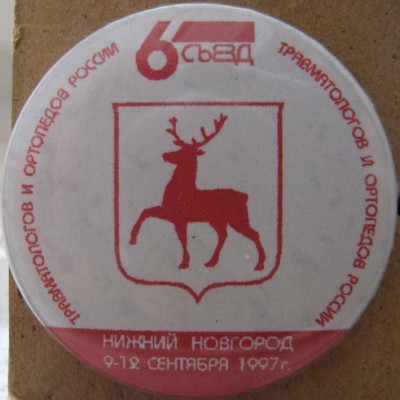 6 СЪЕЗД
ТРАВМАТОЛОГОВ И ОРТОПЕДОВ РОССИИ
ТРАВМАТОЛОГОВ И ОРТОПЕДОВ РОССИИ
НИЖНИЙ НОВГОРОД
9-12 СЕНТЯБРЯ 1997г.